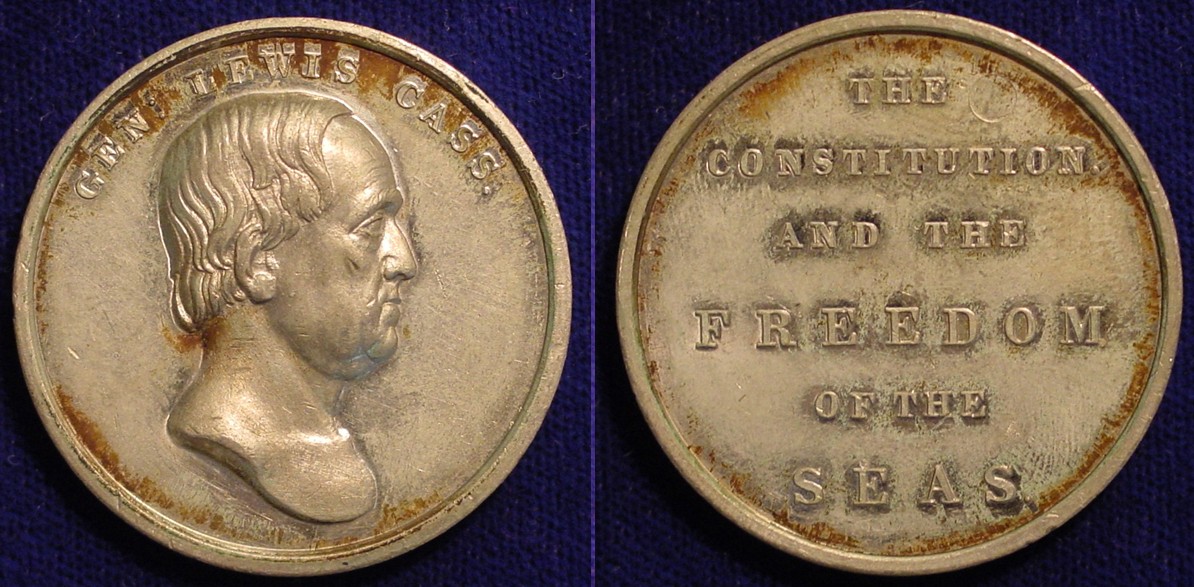 GEN: LEWIS CASS.
THE
CONSTITUTION.
AND THE
FREEDOM
OF THE
SEAS